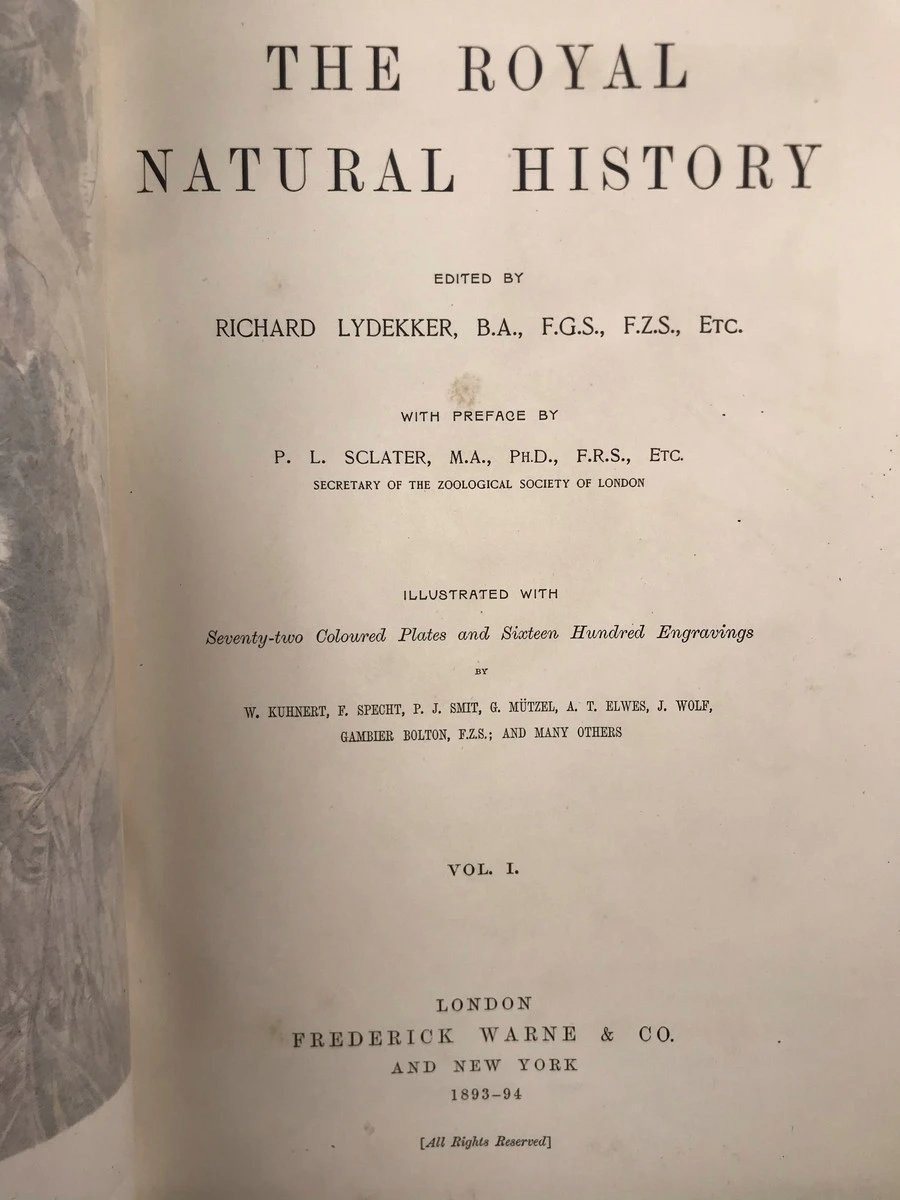 THE ROYAL
NATURAL HISTORY
EDITED BY
RICHARD LYDEKKER, B.A., F.G.S., F.Z.S., ETC.
WITH PREFACE BY
P. L. SCLATER, M.A., PH.D., F.R.S., ETC.
SECRETARY OF THE ZOOLOGICAL SOCIETY OF LONDON
ILLUSTRATED WITH
Seventy-two Coloured Plates and Sixteen Hundred Engravings
BY
W. KUHNERT, F. SPECHT, P. J. SMIT, G. MÜTZEL, A. T. ELWES, J. WOLF,
GAMBIER BOLTON, F.Z.S.; AND MANY OTHERS
VOL. I.
LONDON
FREDERICK WARNE & CO.
AND NEW YORK
1893-94
[All Rights Reserved]